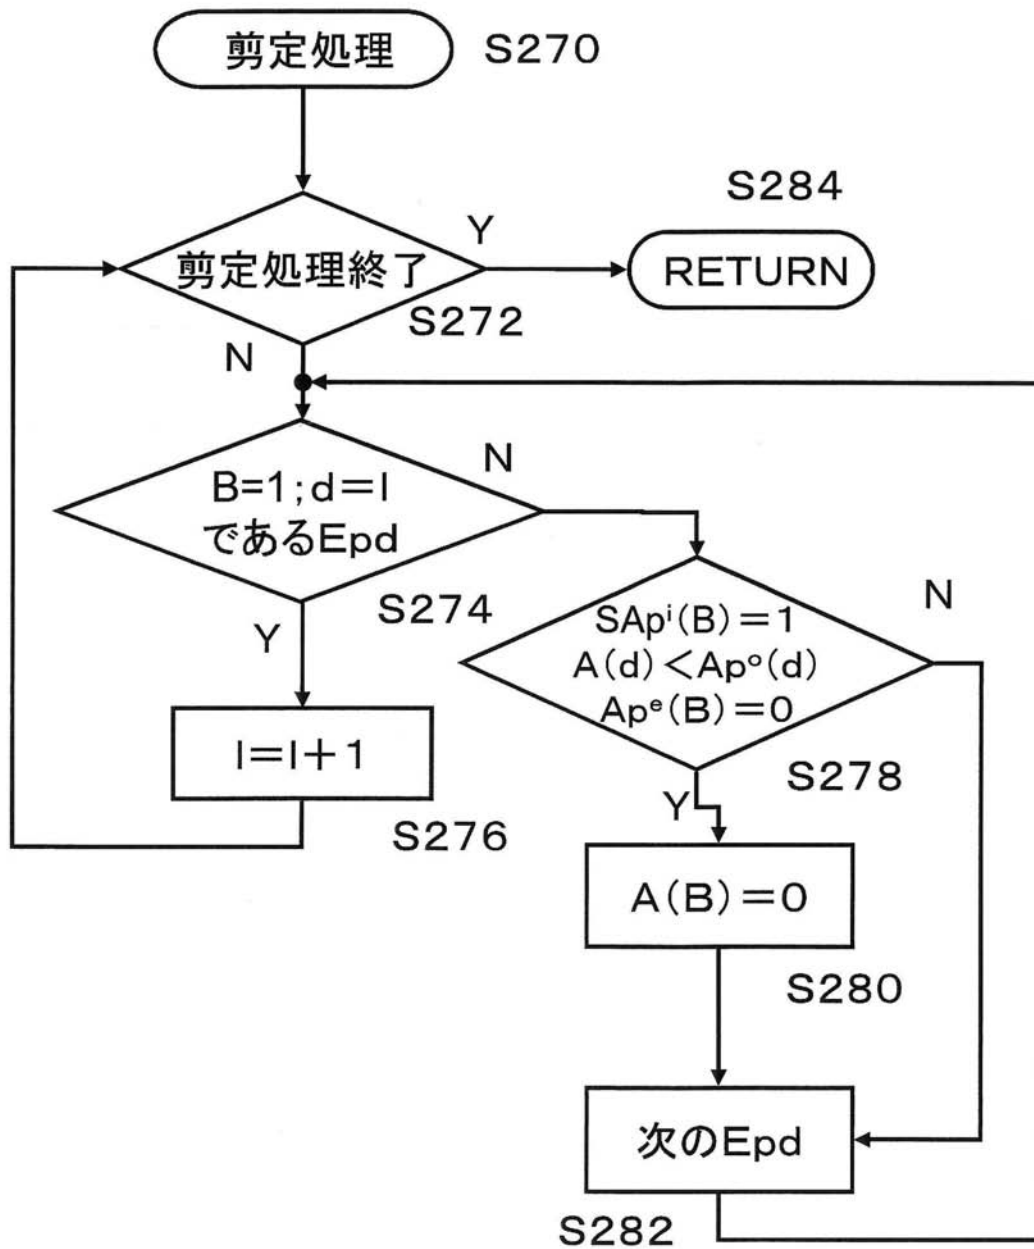 剪定処理
S270
S284
Y
剪定処理終了
RETURN
S272
N
B=1;d=l
であるEpd
N
S274
Y
SApⁱ(B)=1
A(d)<Apᵒ(d)
Apᵉ(B)=0
N
S278
l=l+1
Y
S276
A(B)=0
S280
次のEpd
S282